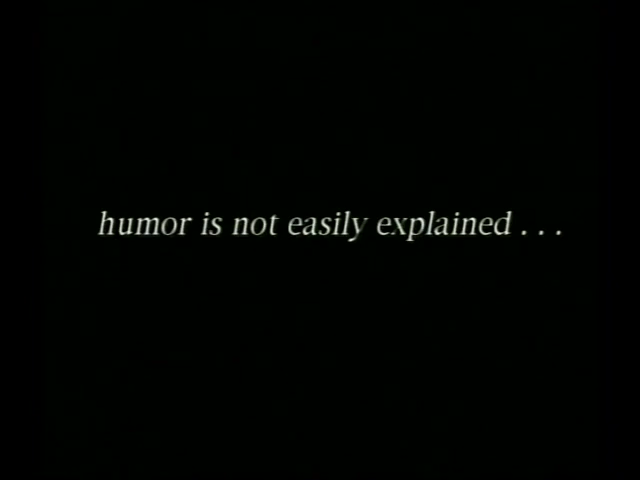 humor is not easily explained . . .